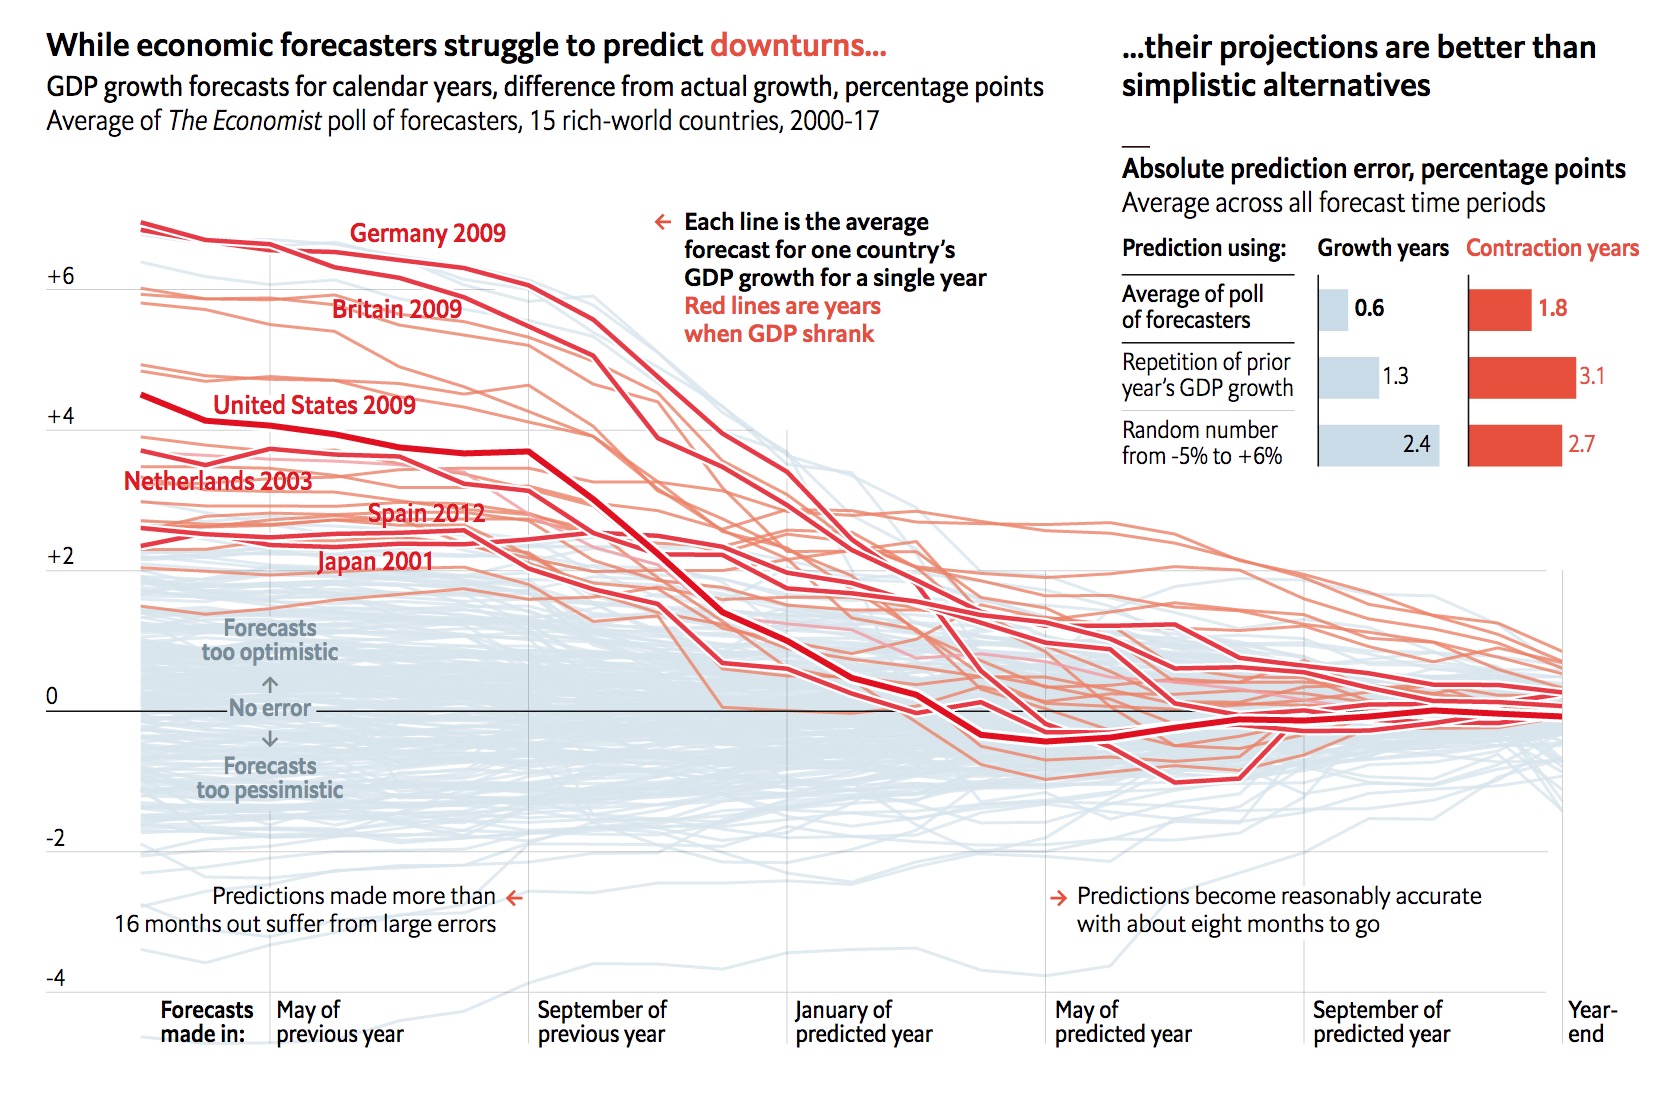 While economic forecasters struggle to predict downturns...
GDP growth forecasts for calendar years, difference from actual growth, percentage points
Average of The Economist poll of forecasters, 15 rich-world countries, 2000-17
...their projections are better than
simplistic alternatives
Absolute prediction error, percentage points
Average across all forecast time periods
Prediction using:
Growth years
Contraction years
Average of poll
of forecasters
0.6
1.8
Repetition of prior
year's GDP growth
1.3
3.1
Random number
from -5% to +6%
2.4
2.7
← Each line is the average
forecast for one country's
GDP growth for a single year
Red lines are years
when GDP shrank
+6
+4
+2
0
-2
-4
Germany 2009
Britain 2009
United States 2009
Netherlands 2003
Spain 2012
Japan 2001
Forecasts
too optimistic
↑
No error
↓
Forecasts
too pessimistic
Predictions made more than ←
16 months out suffer from large errors
→ Predictions become reasonably accurate
with about eight months to go
Forecasts
made in:
May of
previous year
September of
previous year
January of
predicted year
May of
predicted year
September of
predicted year
Year-
end